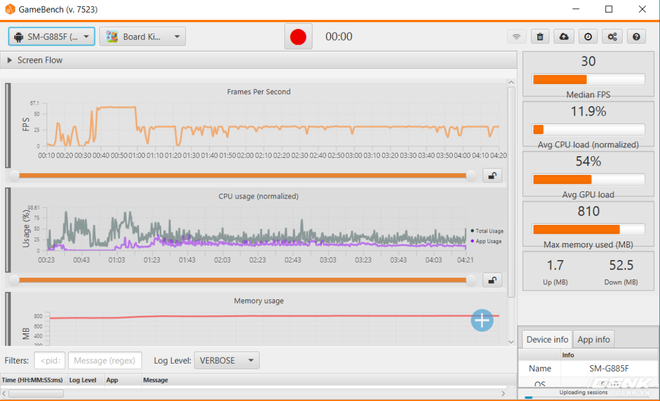 GameBench (v. 7523)
SM-G885F (...
Board Ki...
00:00
Screen Flow
Frames Per Second
FPS
50
25
0
00:10 00:20 00:30 00:40 00:50 01:00 01:10 01:20 01:30 01:40 01:50 02:00 02:10 02:20 02:30 02:40 02:50 03:00 03:10 03:20 03:30 03:40 03:50 04:00 04:10 04:20
CPU usage (normalized)
Usage (%)
75
50
25
0
Total Usage
App Usage
00:23 00:43 01:03 01:23 01:43 02:03 02:23 02:43 03:03 03:23 03:43 04:03 04:21
Memory usage
MB
800
600
400
200
30
Median FPS
11.9%
Avg CPU load (normalized)
54%
Avg GPU load
810
Max memory used (MB)
1.7 52.5
Up (MB) Down (MB)
Device info App info
Info
Name SM-G885F
OS
Uploading sessions
Filters: <pid> Message (regex) Log Level: VERBOSE
Time (HH:MM:SS:ms) Log Level App Message